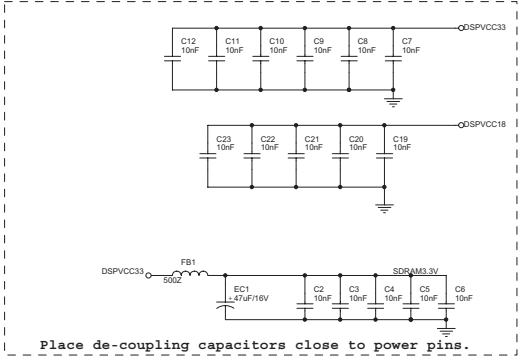 DSPVCC33
C12 C11 C10 C9 C8 C7
10nF 10nF 10nF 10nF 10nF 10nF
DSPVCC18
C23 C22 C21 C20 C19
10nF 10nF 10nF 10nF 10nF
DSPVCC33
FB1
500Z
SDRAM3.3V
EC1 C2 C3 C4 C5 C6
+ 47uF/16V 10nF 10nF 10nF 10nF 10nF
Place de-coupling capacitors close to power pins.